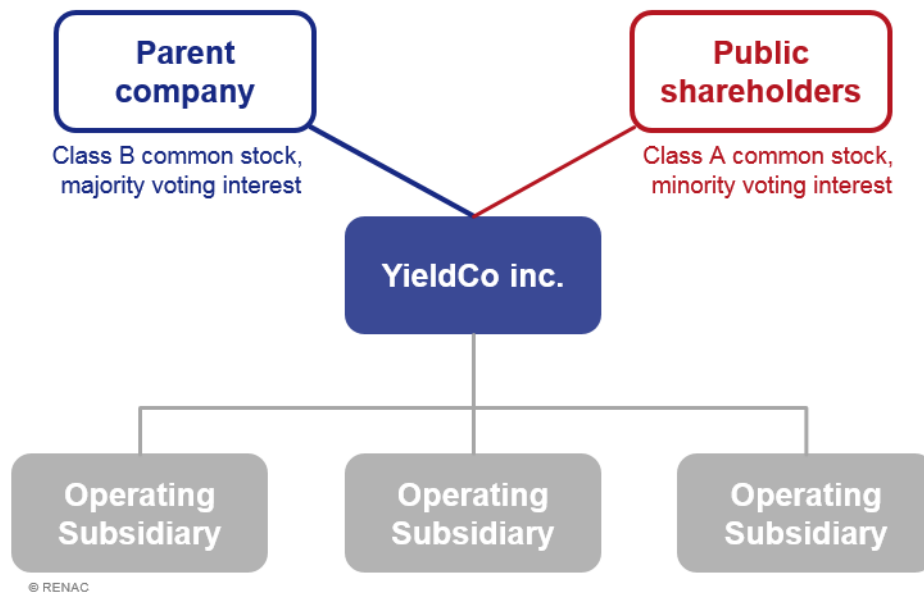 Parent
company
Public
shareholders
Class B common stock,
majority voting interest
Class A common stock,
minority voting interest
YieldCo inc.
Operating
Subsidiary
Operating
Subsidiary
Operating
Subsidiary
© RENAC